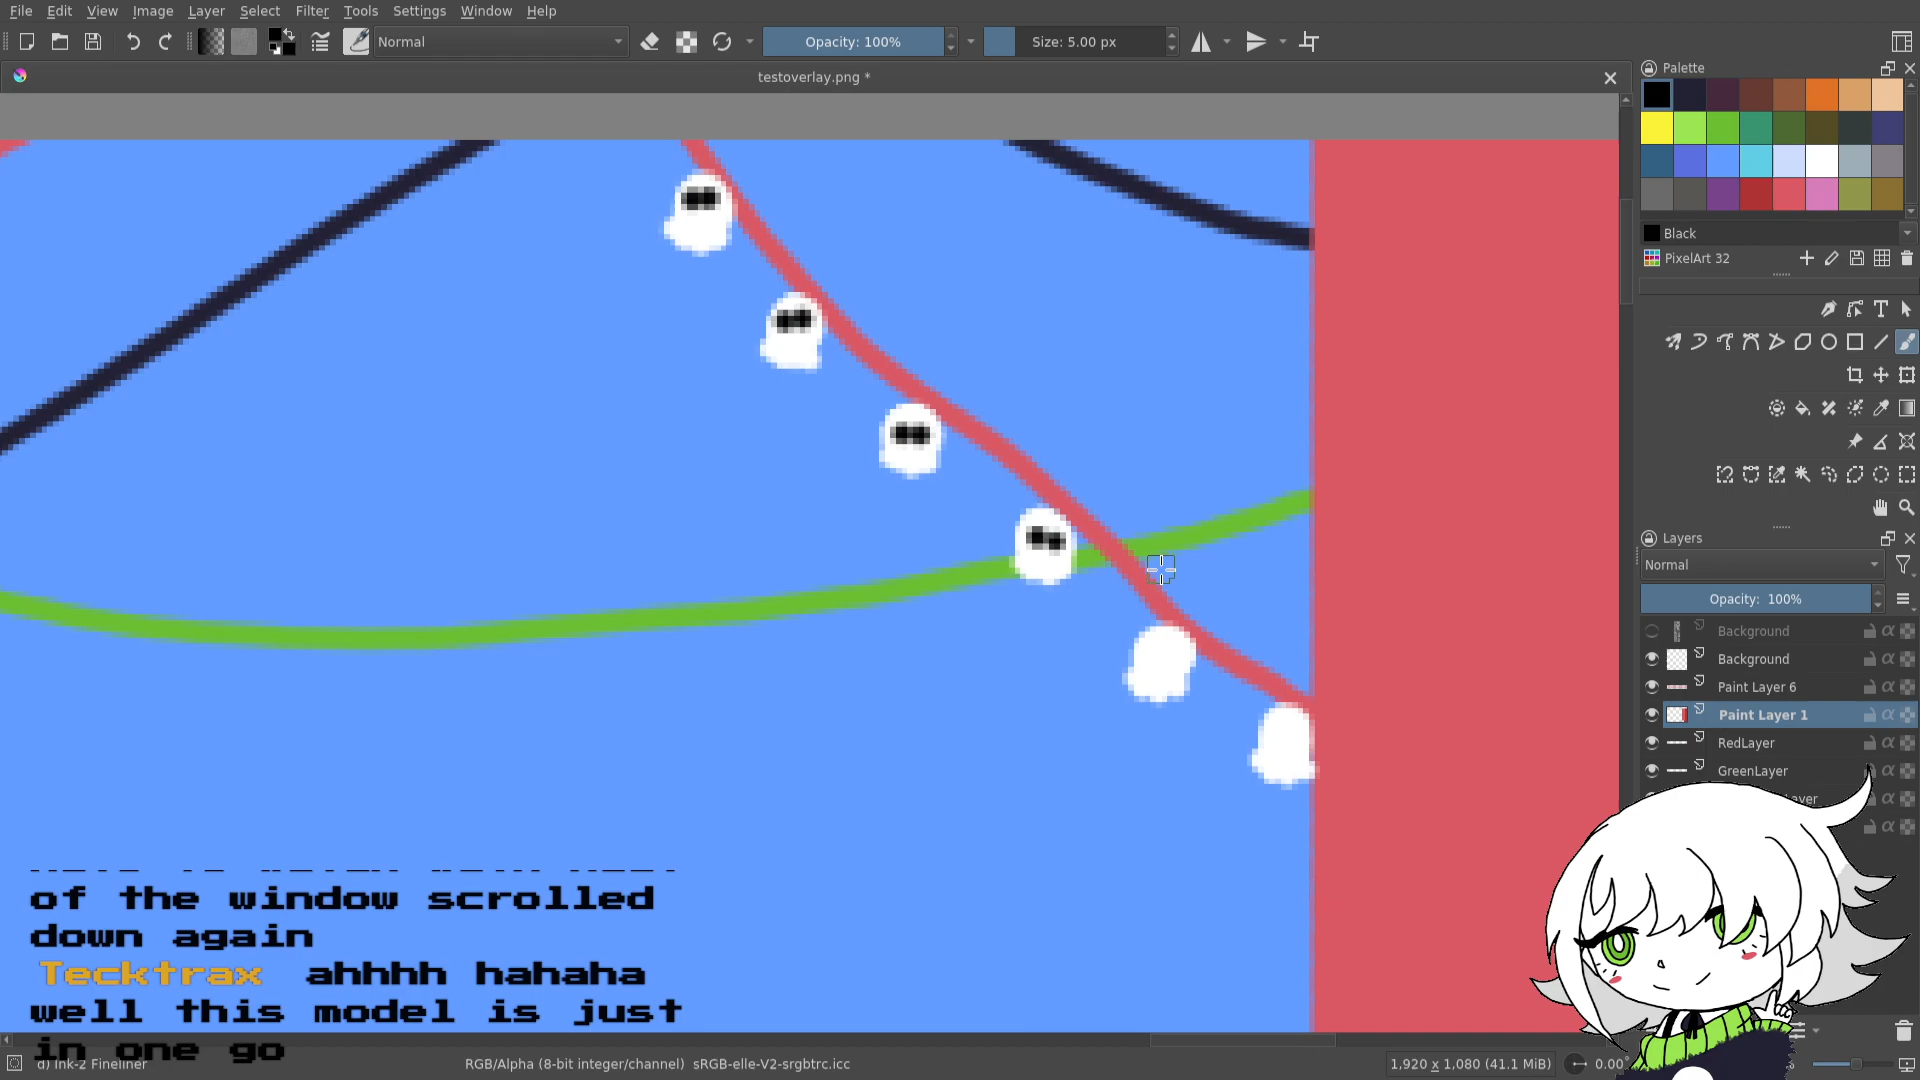 File Edit View Image Layer Select Filter Tools Settings Window Help
Normal
Opacity: 100%
Size: 5.00 px
testoverlay.png *
Palette
Black
PixelArt 32
Layers
Normal
Opacity: 100%
Background
Background
Paint Layer 6
Paint Layer 1
RedLayer
GreenLayer
of the window scrolled
down again
Tecktrax ahhhh hahaha
well this model is just
in one go
d) Ink-2 Fineliner
RGB/Alpha (8-bit integer/channel) sRGB-elle-V2-srgbtrc.icc
1,920 x 1,080 (41.1 MiB)
0.00°